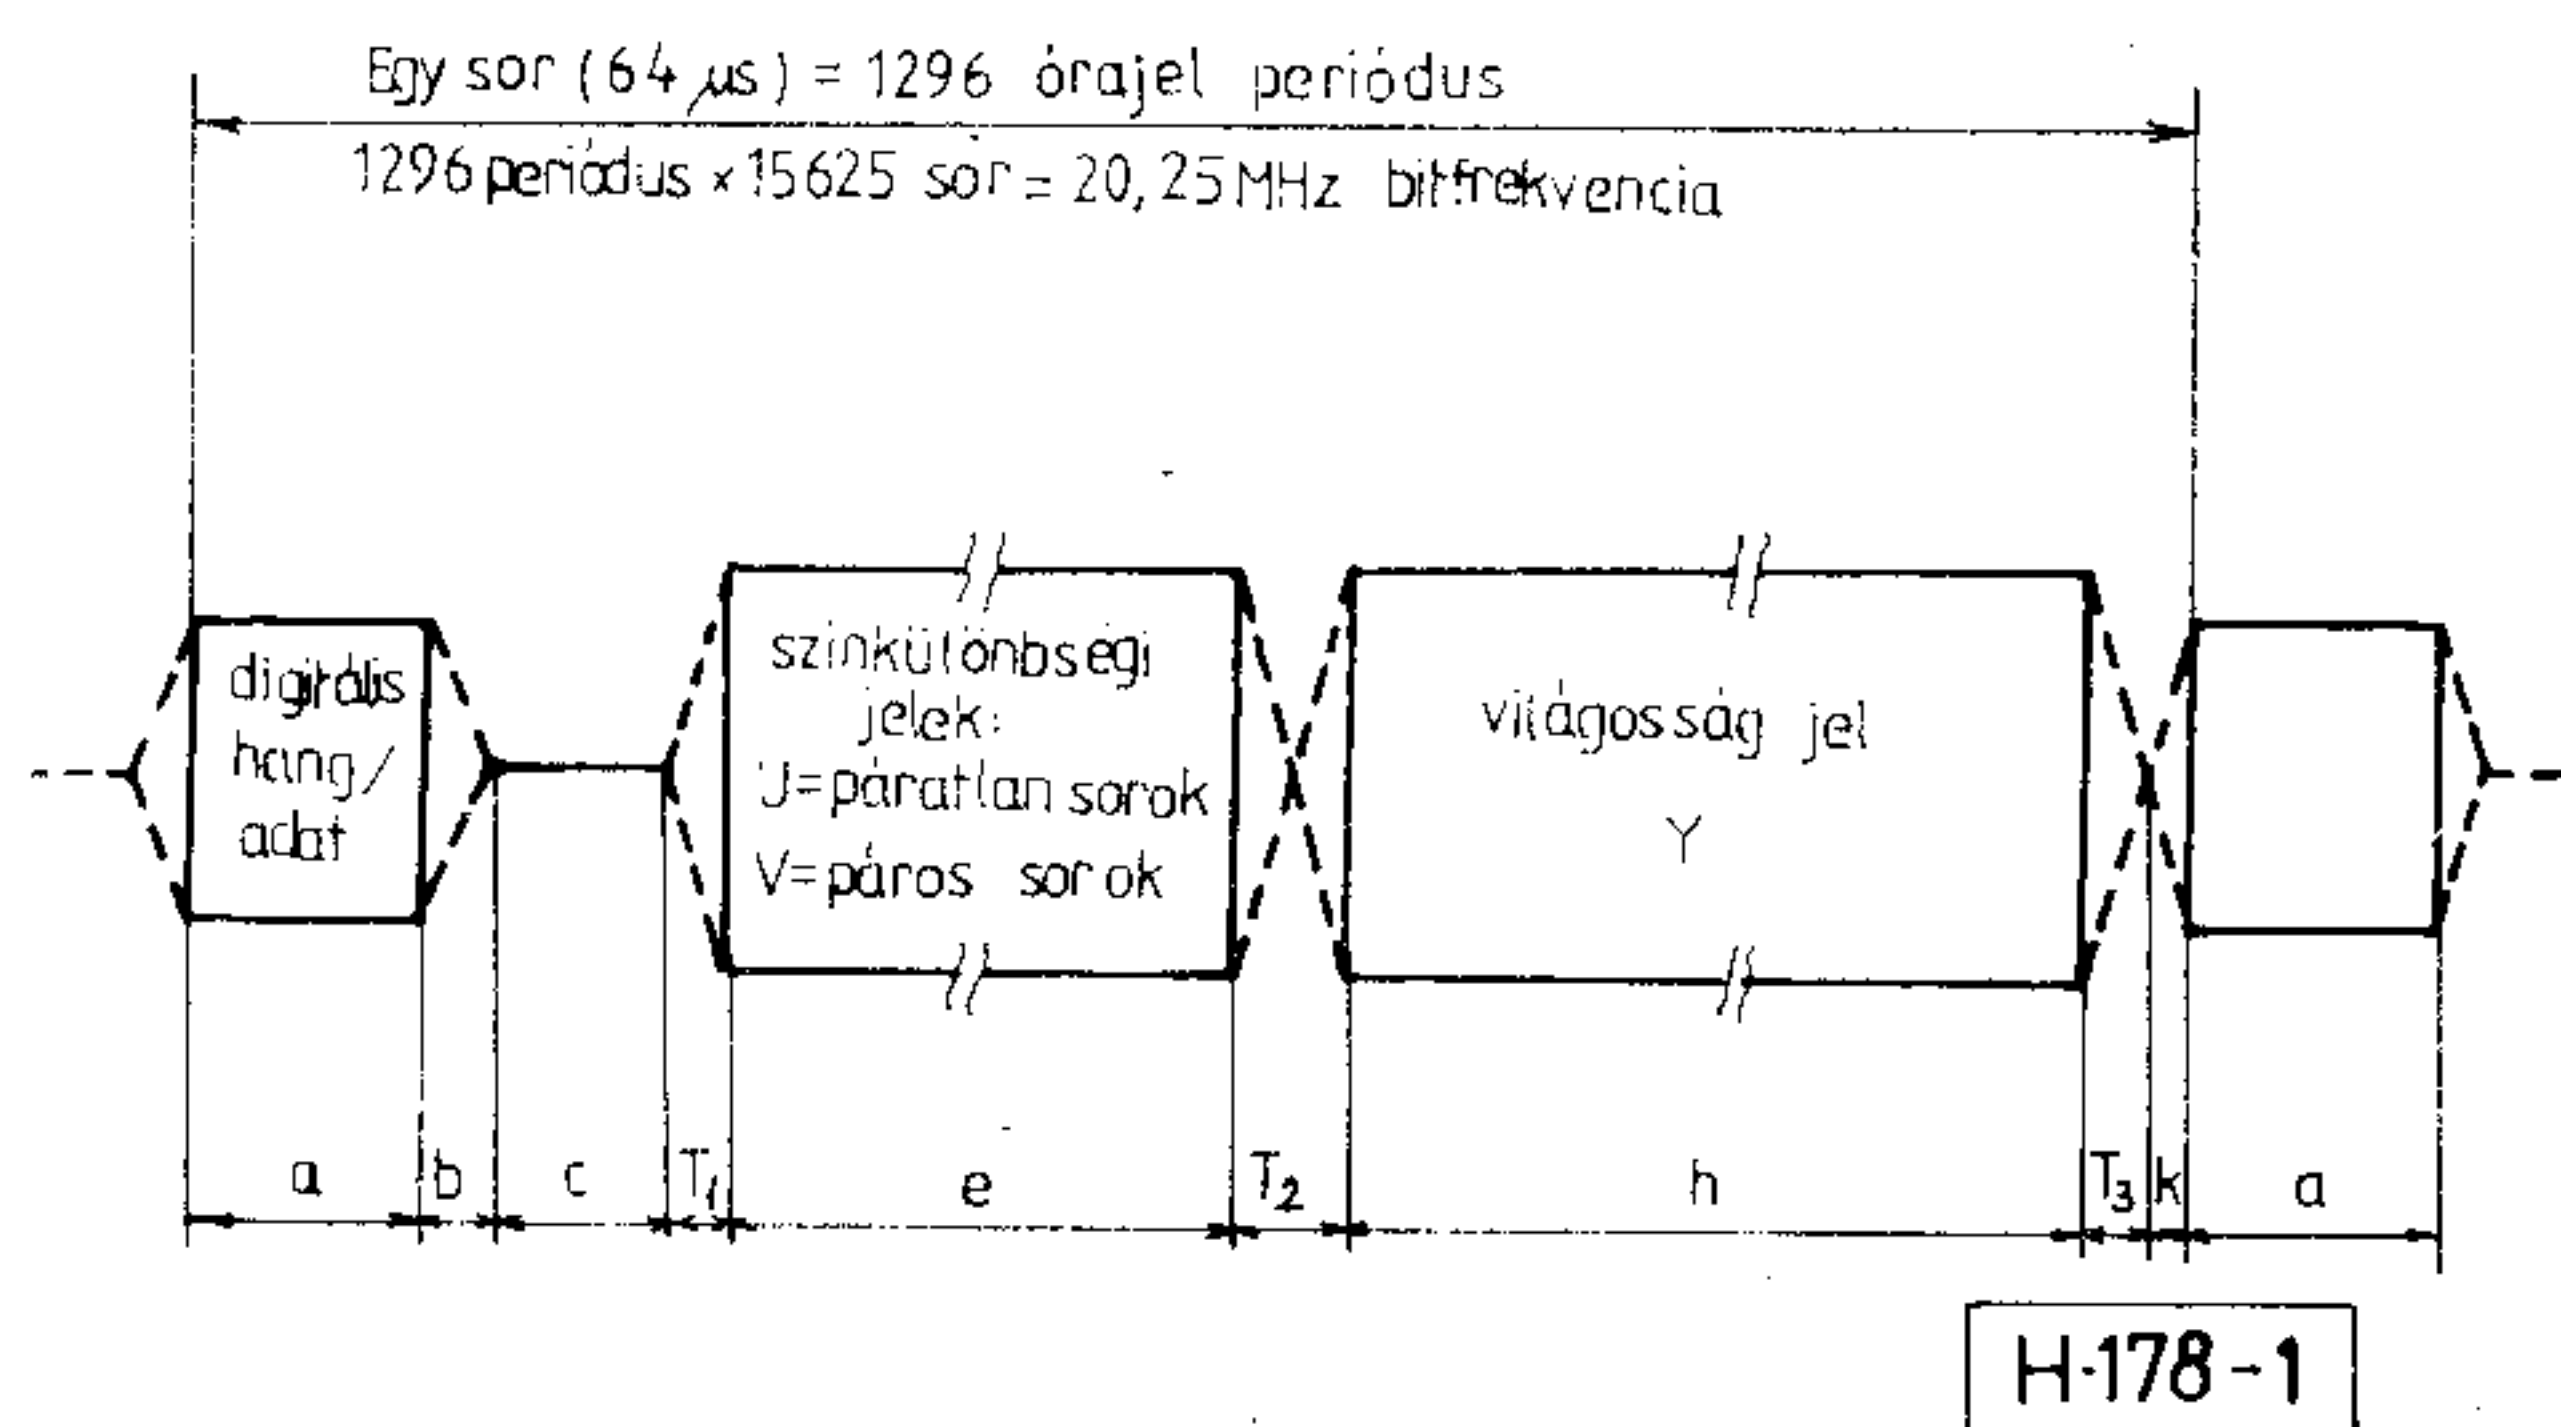 Egy sor (64 µs) = 1296 órajel periódus
1296 periódus × 15625 sor = 20,25 MHz bitfrekvencia
digitális
hang/
adat
szinkülönbségi
jelek:
U=páratlan sorok
V=páros sorok
világosság jel
Y
a b c T1 e T2 h T3 k a
H-178-1